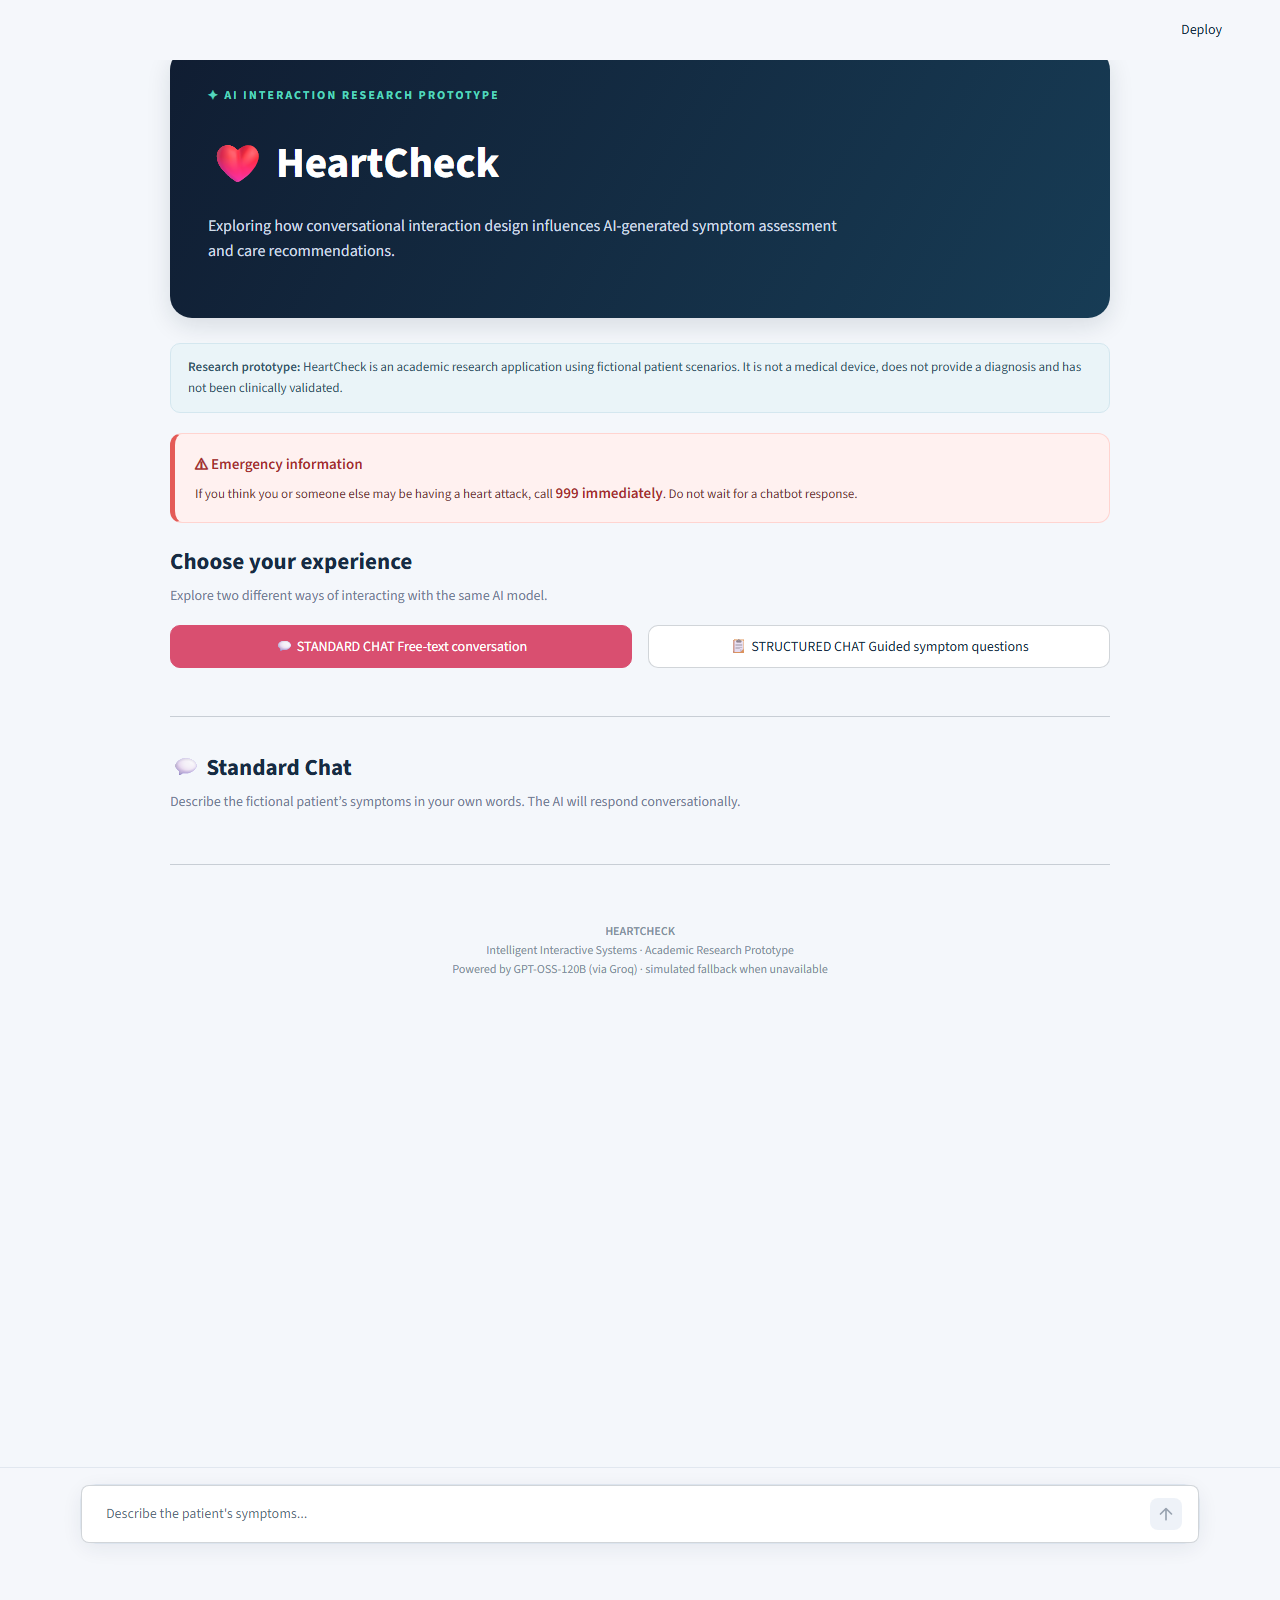 Deploy
✦ AI INTERACTION RESEARCH PROTOTYPE
HeartCheck
Exploring how conversational interaction design influences AI-generated symptom assessment
and care recommendations.
Research prototype: HeartCheck is an academic research application using fictional patient scenarios. It is not a medical device, does not provide a diagnosis and has
not been clinically validated.
⚠ Emergency information
If you think you or someone else may be having a heart attack, call 999 immediately. Do not wait for a chatbot response.
Choose your experience
Explore two different ways of interacting with the same AI model.
STANDARD CHAT Free-text conversation
STRUCTURED CHAT Guided symptom questions
Standard Chat
Describe the fictional patient’s symptoms in your own words. The AI will respond conversationally.
HEARTCHECK
Intelligent Interactive Systems · Academic Research Prototype
Powered by GPT-OSS-120B (via Groq) · simulated fallback when unavailable
Describe the patient's symptoms...